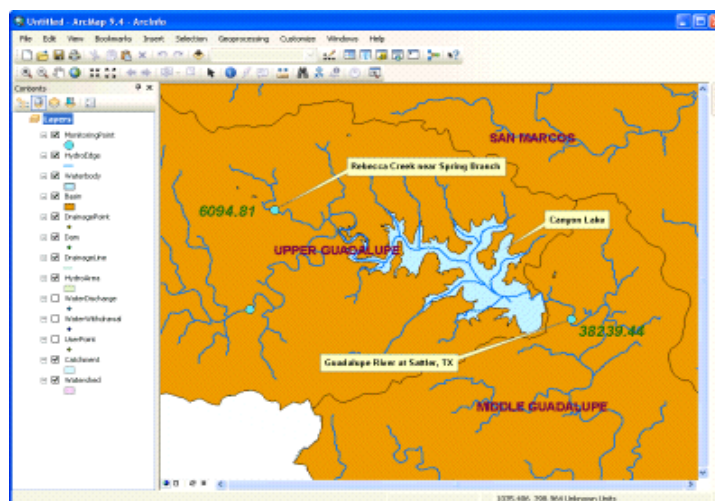 Untitled - ArcMap 9.4 - ArcInfo
File Edit View Bookmarks Insert Selection Geoprocessing Customize Windows Help
Contents
Layers
MonitoringPoint
HydroEdge
Waterbody
Basin
DrainagePoint
Dam
DrainageLine
HydroArea
WaterDischarge
WaterWithdrawal
UserPoint
Catchment
Watershed
SAN MARCOS
Rebecca Creek near Spring Branch
6094.81
Canyon Lake
UPPER GUADALUPE
38239.44
Guadalupe River at Sattler, TX
MIDDLE GUADALUPE